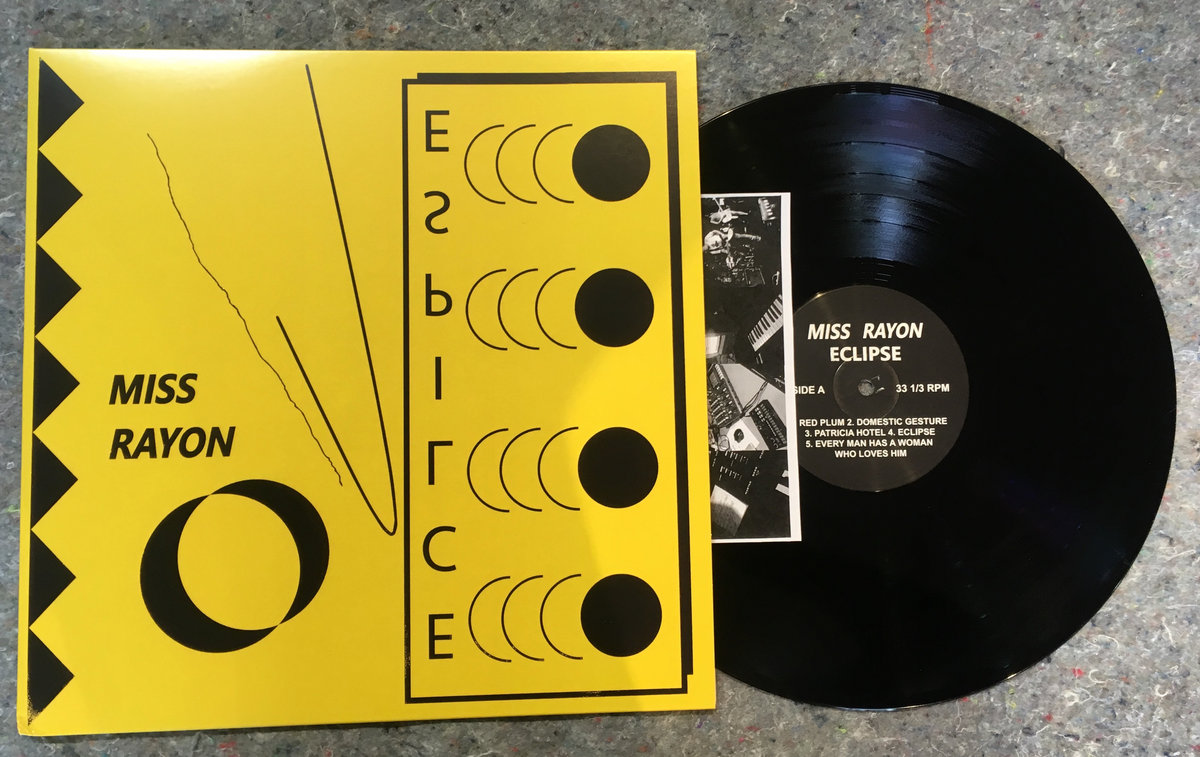 MISS
RAYON
ECLIPSE
MISS RAYON
ECLIPSE
SIDE A 33 1/3 RPM
RED PLUM 2. DOMESTIC GESTURE
3. PATRICIA HOTEL 4. ECLIPSE
5. EVERY MAN HAS A WOMAN
WHO LOVES HIM